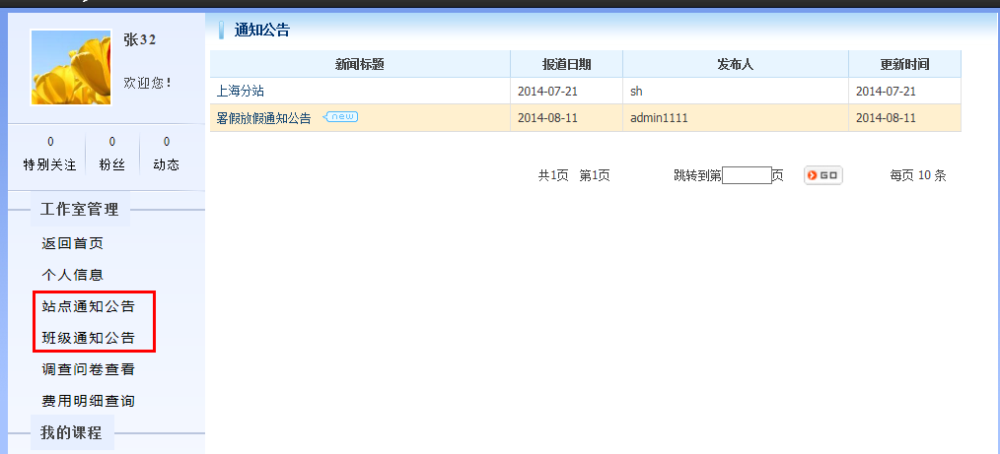 张32
欢迎您！
0 0 0
特别关注 粉丝 动态
工作室管理
返回首页
个人信息
站点通知公告
班级通知公告
调查问卷查看
费用明细查询
我的课程
通知公告
新闻标题 报道日期 发布人 更新时间
上海分站 2014-07-21 sh 2014-07-21
署假放假通知公告 new 2014-08-11 admin1111 2014-08-11
共1页 第1页 跳转到第 页 GO 每页 10 条